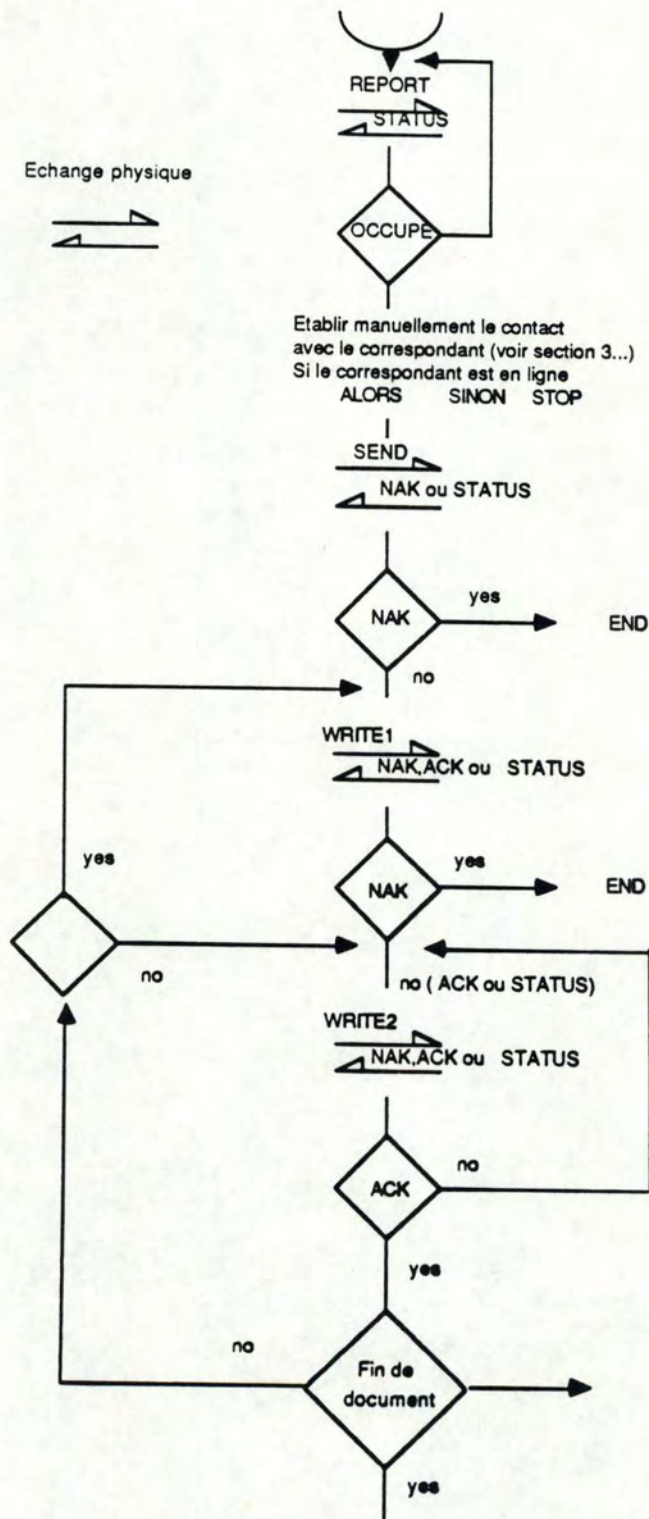 REPORT
STATUS
Echange physique
OCCUPE
Etablir manuellement le contact
avec le correspondant (voir section 3...)
Si le correspondant est en ligne
ALORS SINON STOP
SEND
NAK ou STATUS
NAK
yes
END
no
WRITE1
NAK,ACK ou STATUS
yes
NAK
yes
END
no
no ( ACK ou STATUS)
WRITE2
NAK,ACK ou STATUS
ACK
no
yes
no
Fin de
document
yes